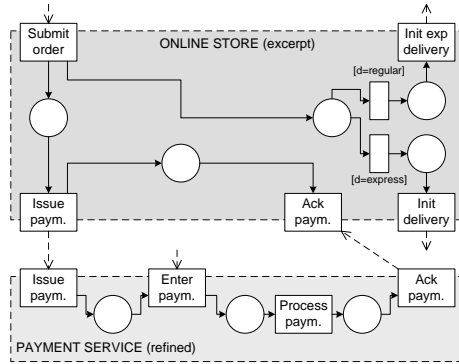 Submit
order
ONLINE STORE (excerpt)
Init exp
delivery
[d=regular]
[d=express]
Issue
paym.
Ack
paym.
Init
delivery
Issue
paym.
Enter
paym.
Process
paym.
Ack
paym.
PAYMENT SERVICE (refined)